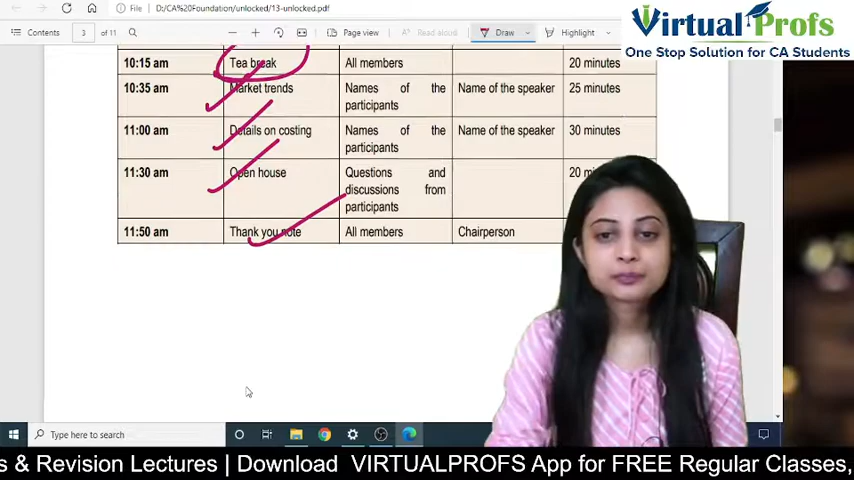 File D:/CA%20Foundation/unlocked/13-unlocked.pdf
Contents 3 of 11 Page view Read aloud Draw Highlight
Virtual Profs
One Stop Solution for CA Students
10:15 am Tea break All members 20 minutes
10:35 am Market trends Names of the participants Name of the speaker 25 minutes
11:00 am Details on costing Names of the participants Name of the speaker 30 minutes
11:30 am Open house Questions and discussions from participants
11:50 am Thank you note All members Chairperson
Type here to search
s & Revision Lectures | Download VIRTUALPROFS App for FREE Regular Classes,